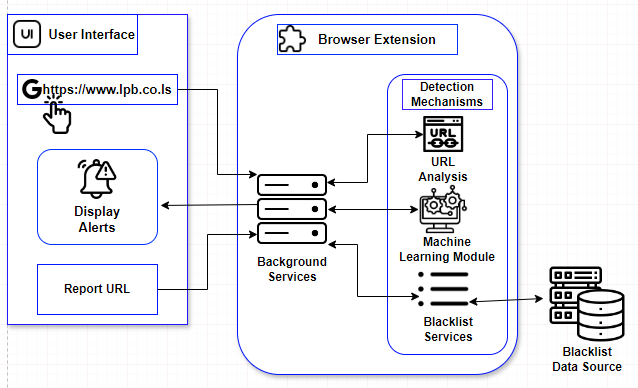 UI
User Interface
G https://www.lpb.co.ls
Display
Alerts
Report URL
Browser Extension
Background
Services
Detection
Mechanisms
URL
URL
Analysis
Machine
Learning Module
Blacklist
Services
Blacklist
Data Source